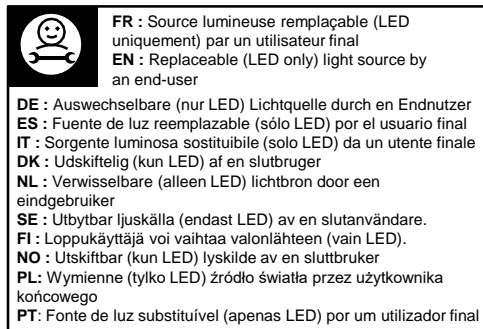 FR : Source lumineuse remplaçable (LED
uniquement) par un utilisateur final
EN : Replaceable (LED only) light source by
an end-user
DE : Auswechselbare (nur LED) Lichtquelle durch en Endnutzer
ES : Fuente de luz reemplazable (sólo LED) por el usuario final
IT : Sorgente luminosa sostituibile (solo LED) da un utente finale
DK : Udskiftelig (kun LED) af en slutbruger
NL : Verwisselbare (alleen LED) lichtbron door een
eindgebruiker
SE : Utbytbar ljuskälla (endast LED) av en slutanvändare.
FI : Loppukäyttäjä voi vaihtaa valonlähteen (vain LED).
NO : Utskiftbar (kun LED) lyskilde av en sluttbruker
PL: Wymienne (tylko LED) źródło światła przez użytkownika
końcowego
PT: Fonte de luz substituível (apenas LED) por um utilizador final